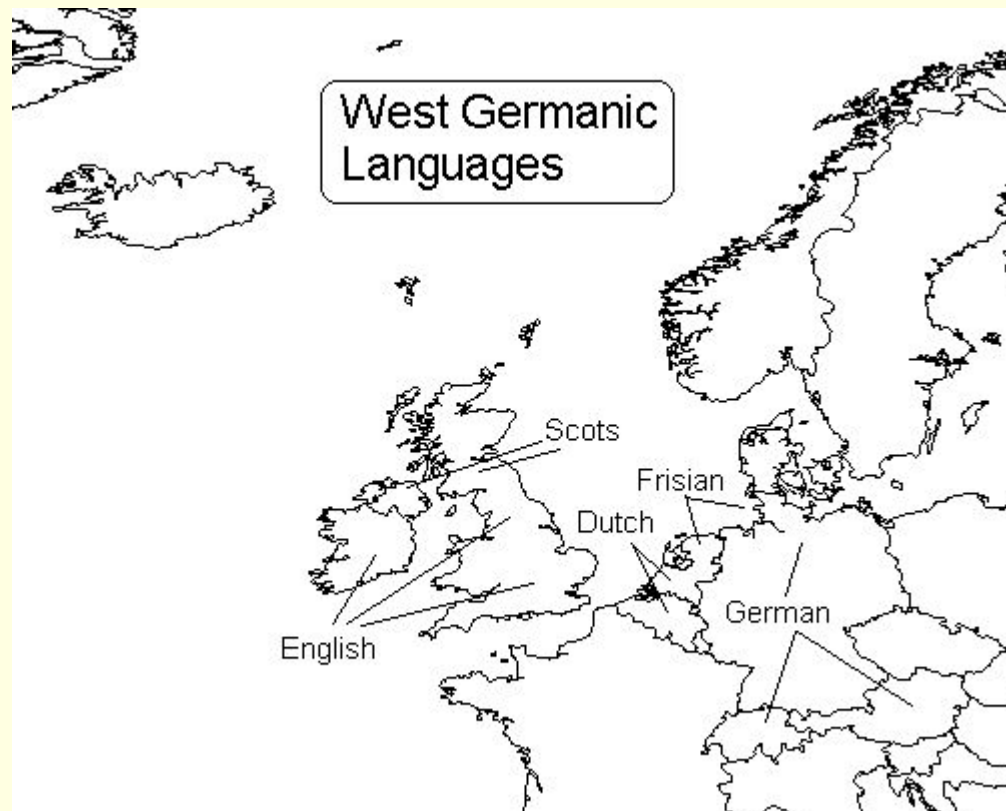 West Germanic
Languages
Scots
Frisian
Dutch
German
English